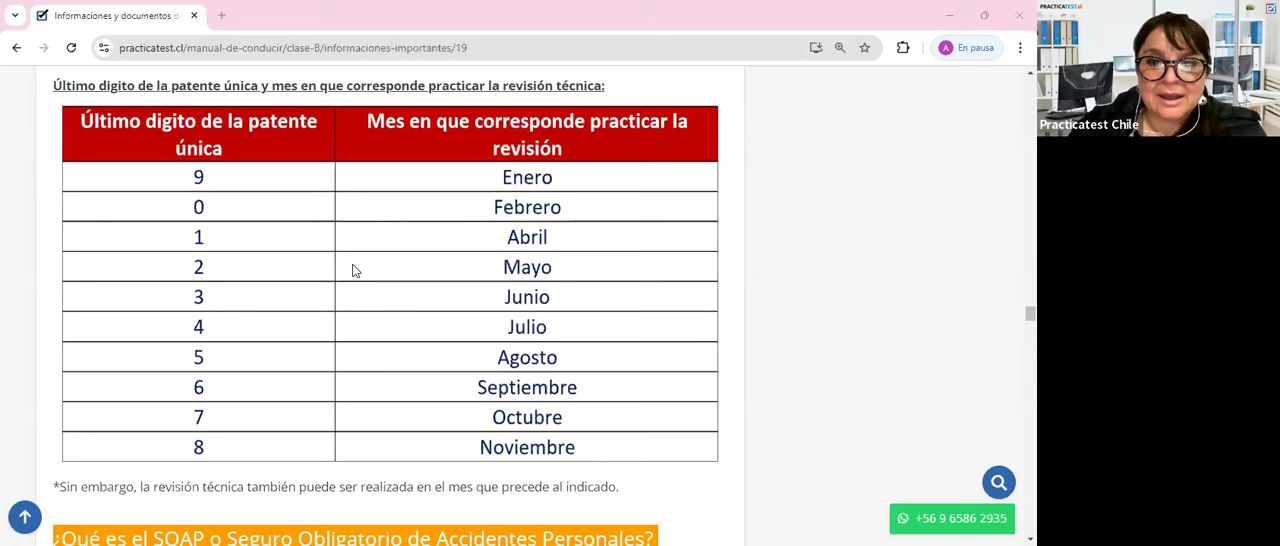 Informaciones y documentos d
practicatest.cl/manual-de-conducir/clase-B/informaciones-importantes/19
A En pausa
Último digito de la patente única y mes en que corresponde practicar la revisión técnica:
Último digito de la patente única
Mes en que corresponde practicar la revisión
9 Enero
0 Febrero
1 Abril
2 Mayo
3 Junio
4 Julio
5 Agosto
6 Septiembre
7 Octubre
8 Noviembre
*Sin embargo, la revisión técnica también puede ser realizada en el mes que precede al indicado.
¿Qué es el SOAP o Seguro Obligatorio de Accidentes Personales?
+56 9 6586 2935
PRACTICATEST.CL
Practicatest Chile